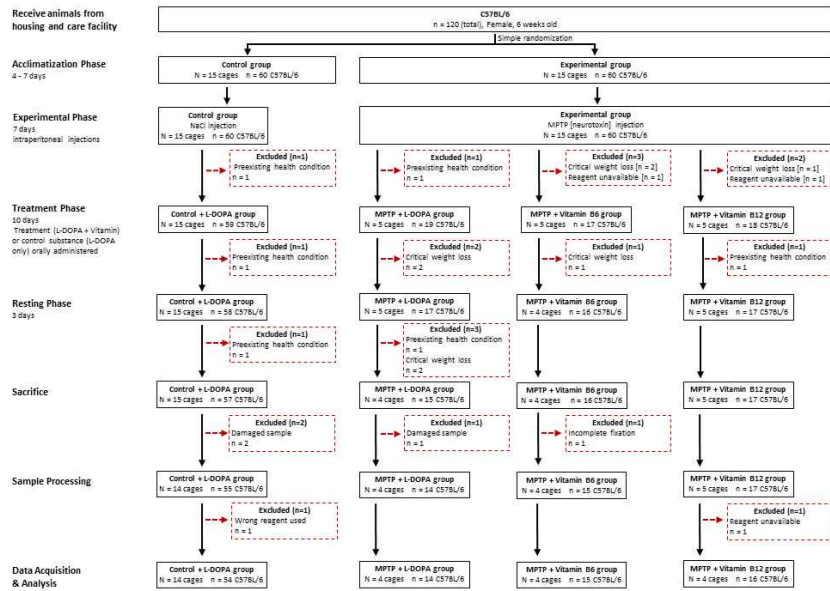 Receive animals from
housing and care facility
C57BL/6
n = 120 (total), Female, 6 weeks old
Simple randomization
Acclimatization Phase
4 - 7 days
Control group
N = 15 cages n = 60 C57BL/6
Experimental group
N = 15 cages n = 60 C57BL/6
Experimental Phase
7 days
intraperitoneal injections
Control group
NaCl injection
N = 15 cages n = 60 C57BL/6
Experimental group
MPTP [neurotoxin] injection
N = 15 cages n = 60 C57BL/6
Excluded (n=1)
Preexisting health condition
n = 1
Excluded (n=1)
Preexisting health condition
n = 1
Excluded (n=3)
Critical weight loss [n = 2]
Reagent unavailable [n = 1]
Excluded (n=2)
Critical weight loss [n = 1]
Reagent unavailable [n = 1]
Treatment Phase
10 days
Treatment (L-DOPA + Vitamin)
or control substance (L-DOPA
only) orally administered
Control + L-DOPA group
N = 15 cages n = 59 C57BL/6
MPTP + L-DOPA group
N = 5 cages n = 19 C57BL/6
MPTP + Vitamin B6 group
N = 5 cages n = 17 C57BL/6
MPTP + Vitamin B12 group
N = 5 cages n = 18 C57BL/6
Excluded (n=1)
Preexisting health condition
n = 1
Excluded (n=2)
Critical weight loss
n = 2
Excluded (n=1)
Critical weight loss
n = 1
Excluded (n=1)
Preexisting health condition
n = 1
Resting Phase
3 days
Control + L-DOPA group
N = 15 cages n = 58 C57BL/6
MPTP + L-DOPA group
N = 5 cages n = 17 C57BL/6
MPTP + Vitamin B6 group
N = 4 cages n = 16 C57BL/6
MPTP + Vitamin B12 group
N = 5 cages n = 17 C57BL/6
Excluded (n=1)
Preexisting health condition
n = 1
Excluded (n=3)
Preexisting health condition
n = 1
Critical weight loss
n = 2
Sacrifice
Control + L-DOPA group
N = 15 cages n = 57 C57BL/6
MPTP + L-DOPA group
N = 4 cages n = 15 C57BL/6
MPTP + Vitamin B6 group
N = 4 cages n = 16 C57BL/6
MPTP + Vitamin B12 group
N = 5 cages n = 17 C57BL/6
Excluded (n=2)
Damaged sample
n = 2
Excluded (n=1)
Damaged sample
n = 1
Excluded (n=1)
Incomplete fixation
n = 1
Sample Processing
Control + L-DOPA group
N = 14 cages n = 55 C57BL/6
MPTP + L-DOPA group
N = 4 cages n = 14 C57BL/6
MPTP + Vitamin B6 group
N = 4 cages n = 15 C57BL/6
MPTP + Vitamin B12 group
N = 5 cages n = 17 C57BL/6
Excluded (n=1)
Wrong reagent used
n = 1
Excluded (n=1)
Reagent unavailable
n = 1
Data Acquisition
& Analysis
Control + L-DOPA group
N = 14 cages n = 54 C57BL/6
MPTP + L-DOPA group
N = 4 cages n = 14 C57BL/6
MPTP + Vitamin B6 group
N = 4 cages n = 15 C57BL/6
MPTP + Vitamin B12 group
N = 4 cages n = 16 C57BL/6